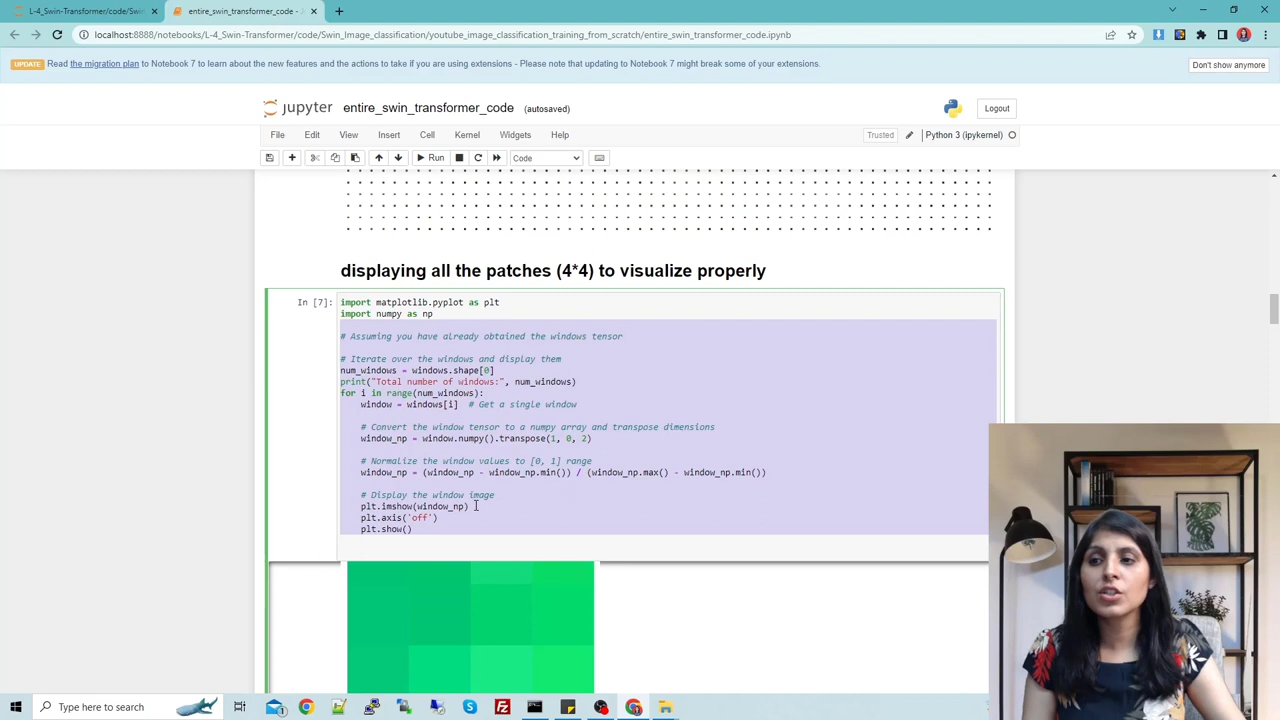 L-4_Swin-Transformer/code/Swin
entire_swin_transformer_code - J
localhost:8888/notebooks/L-4_Swin-Transformer/code/Swin_Image_classification/youtube_image_classification_training_from_scratch/entire_swin_transformer_code.ipynb
UPDATE Read the migration plan to Notebook 7 to learn about the new features and the actions to take if you are using extensions - Please note that updating to Notebook 7 might break some of your extensions. Don't show anymore
jupyter entire_swin_transformer_code (autosaved) Logout
File Edit View Insert Cell Kernel Widgets Help Trusted Python 3 (ipykernel)
Run Code
displaying all the patches (4*4) to visualize properly
In [7]: import matplotlib.pyplot as plt
import numpy as np
# Assuming you have already obtained the windows tensor
# Iterate over the windows and display them
num_windows = windows.shape[0]
print("Total number of windows:", num_windows)
for i in range(num_windows):
window = windows[i] # Get a single window
# Convert the window tensor to a numpy array and transpose dimensions
window_np = window.numpy().transpose(1, 0, 2)
# Normalize the window values to [0, 1] range
window_np = (window_np - window_np.min()) / (window_np.max() - window_np.min())
# Display the window image
plt.imshow(window_np)
plt.axis('off')
plt.show()
Type here to search